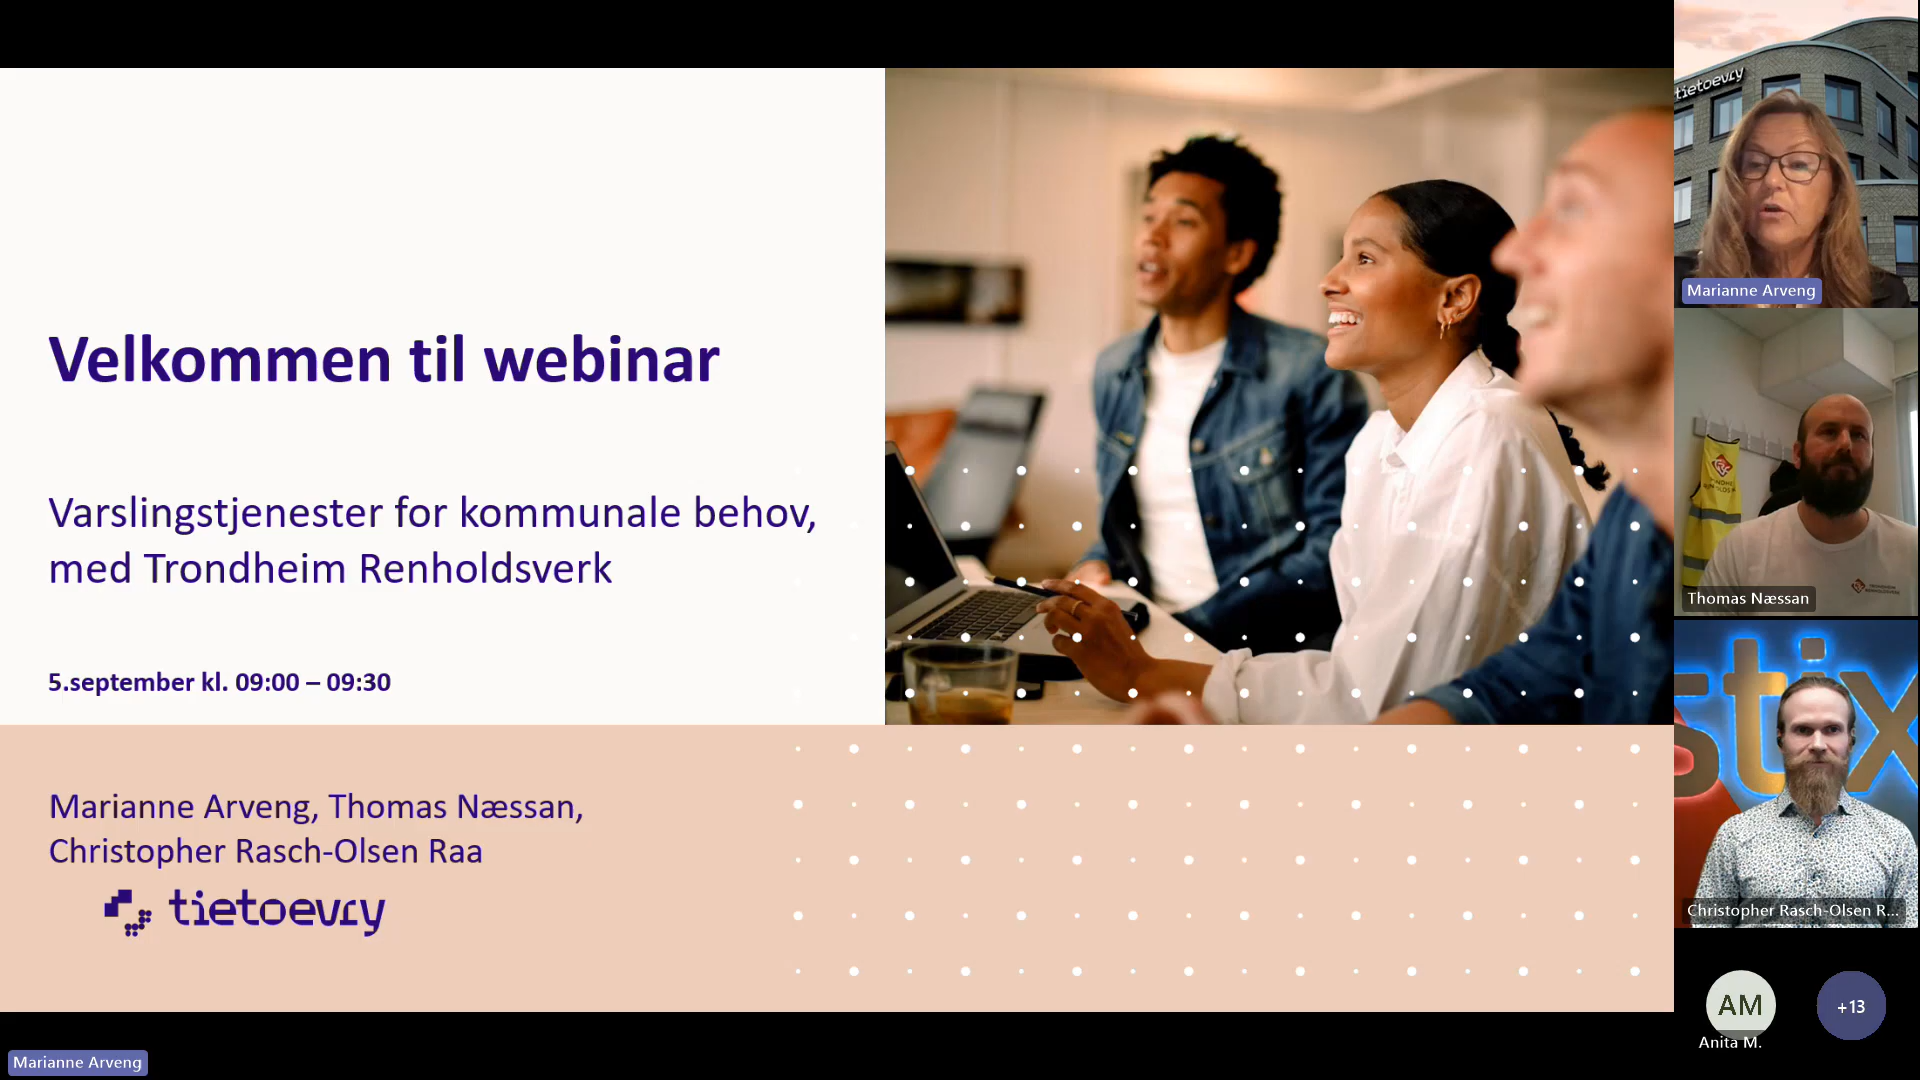 Velkommen til webinar
Varslingstjenester for kommunale behov,
med Trondheim Renholdsverk
5.september kl. 09:00 – 09:30
Marianne Arveng, Thomas Næssan,
Christopher Rasch-Olsen Raa
tietoevry
Marianne Arveng
tietoevry
Marianne Arveng
Thomas Næssan
stix
Christopher Rasch-Olsen R...
AM
Anita M.
+13